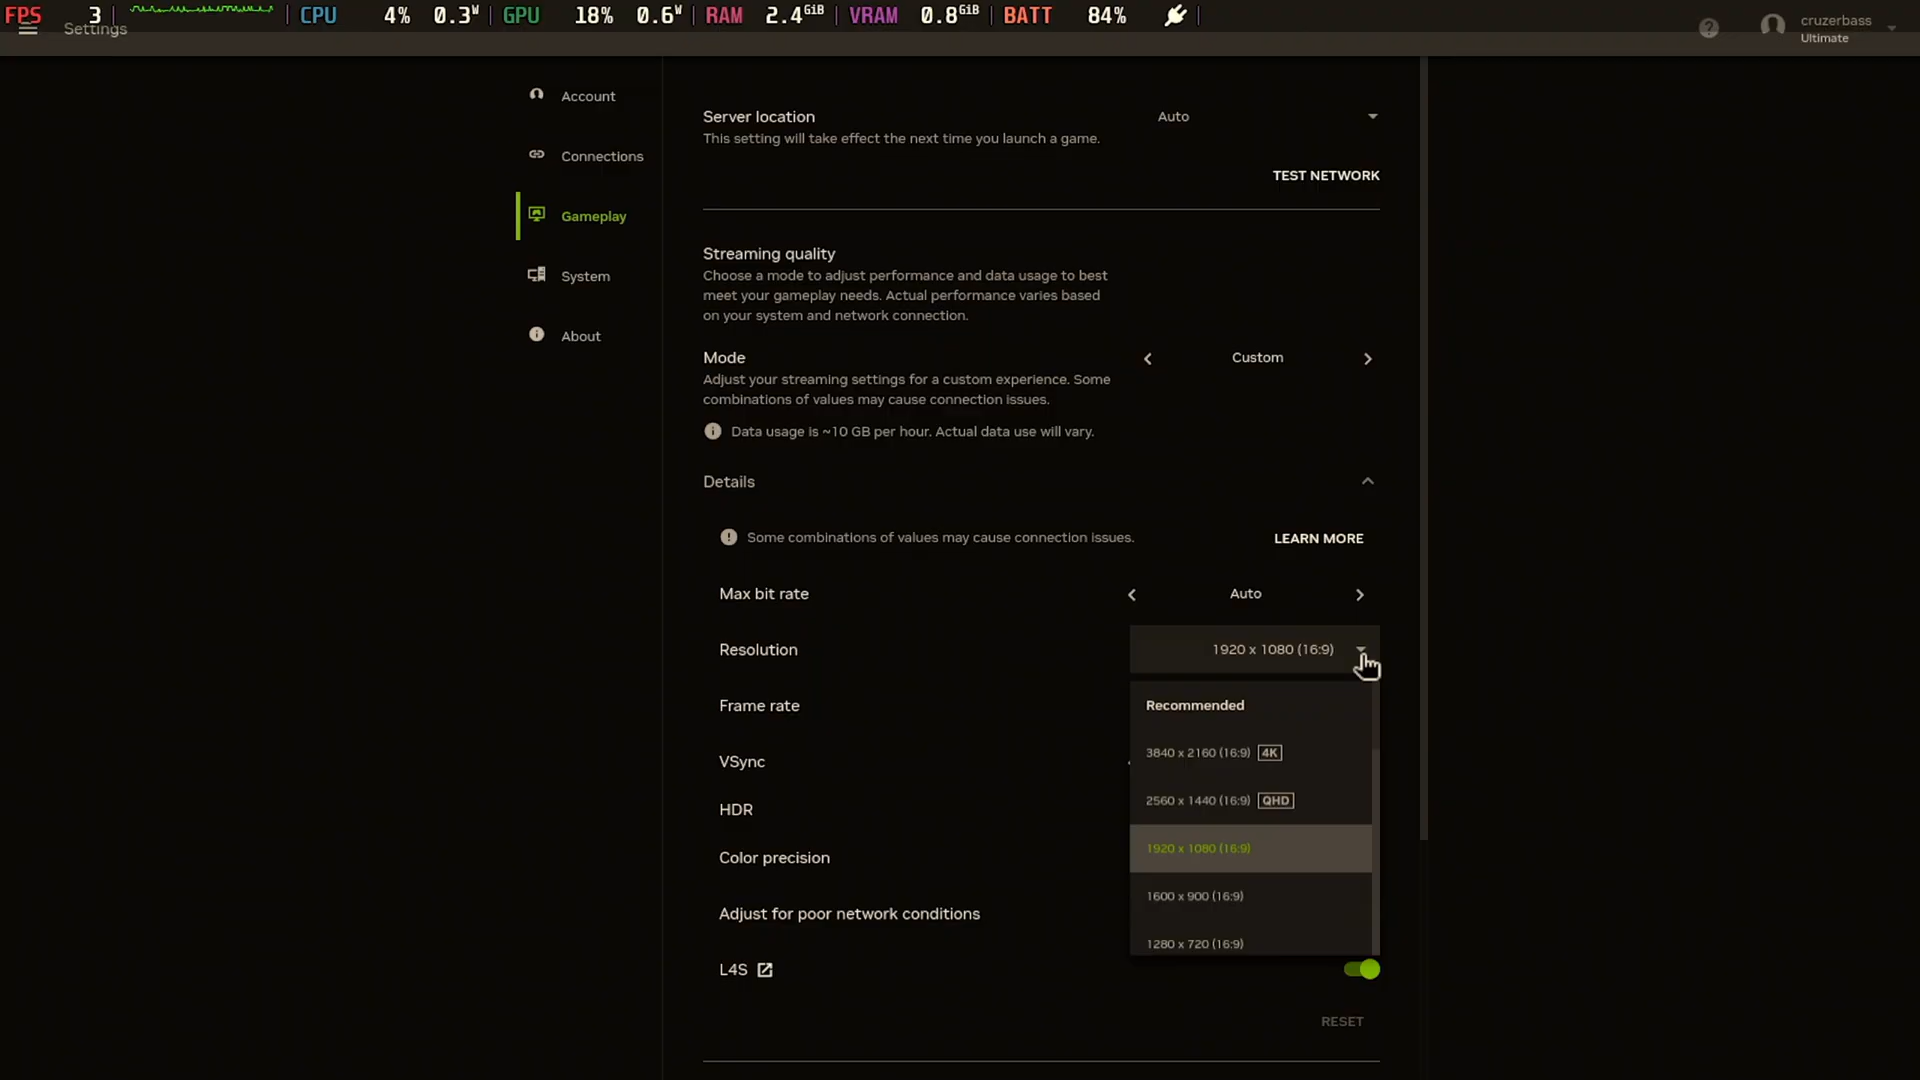 FPS 3 CPU 4% 0.3W GPU 18% 0.6W RAM 2.4GiB VRAM 0.8GiB BATT 84%
Settings
cruzerbass
Ultimate
Account
Connections
Gameplay
System
About
Server location
Auto
This setting will take effect the next time you launch a game.
TEST NETWORK
Streaming quality
Choose a mode to adjust performance and data usage to best
meet your gameplay needs. Actual performance varies based
on your system and network connection.
Mode
Custom
Adjust your streaming settings for a custom experience. Some
combinations of values may cause connection issues.
Data usage is ~10 GB per hour. Actual data use will vary.
Details
Some combinations of values may cause connection issues.
LEARN MORE
Max bit rate
Auto
Resolution
1920 x 1080 (16:9)
Recommended
3840 x 2160 (16:9) 4K
2560 x 1440 (16:9) QHD
1920 x 1080 (16:9)
1600 x 900 (16:9)
1280 x 720 (16:9)
Frame rate
VSync
HDR
Color precision
Adjust for poor network conditions
L4S
RESET